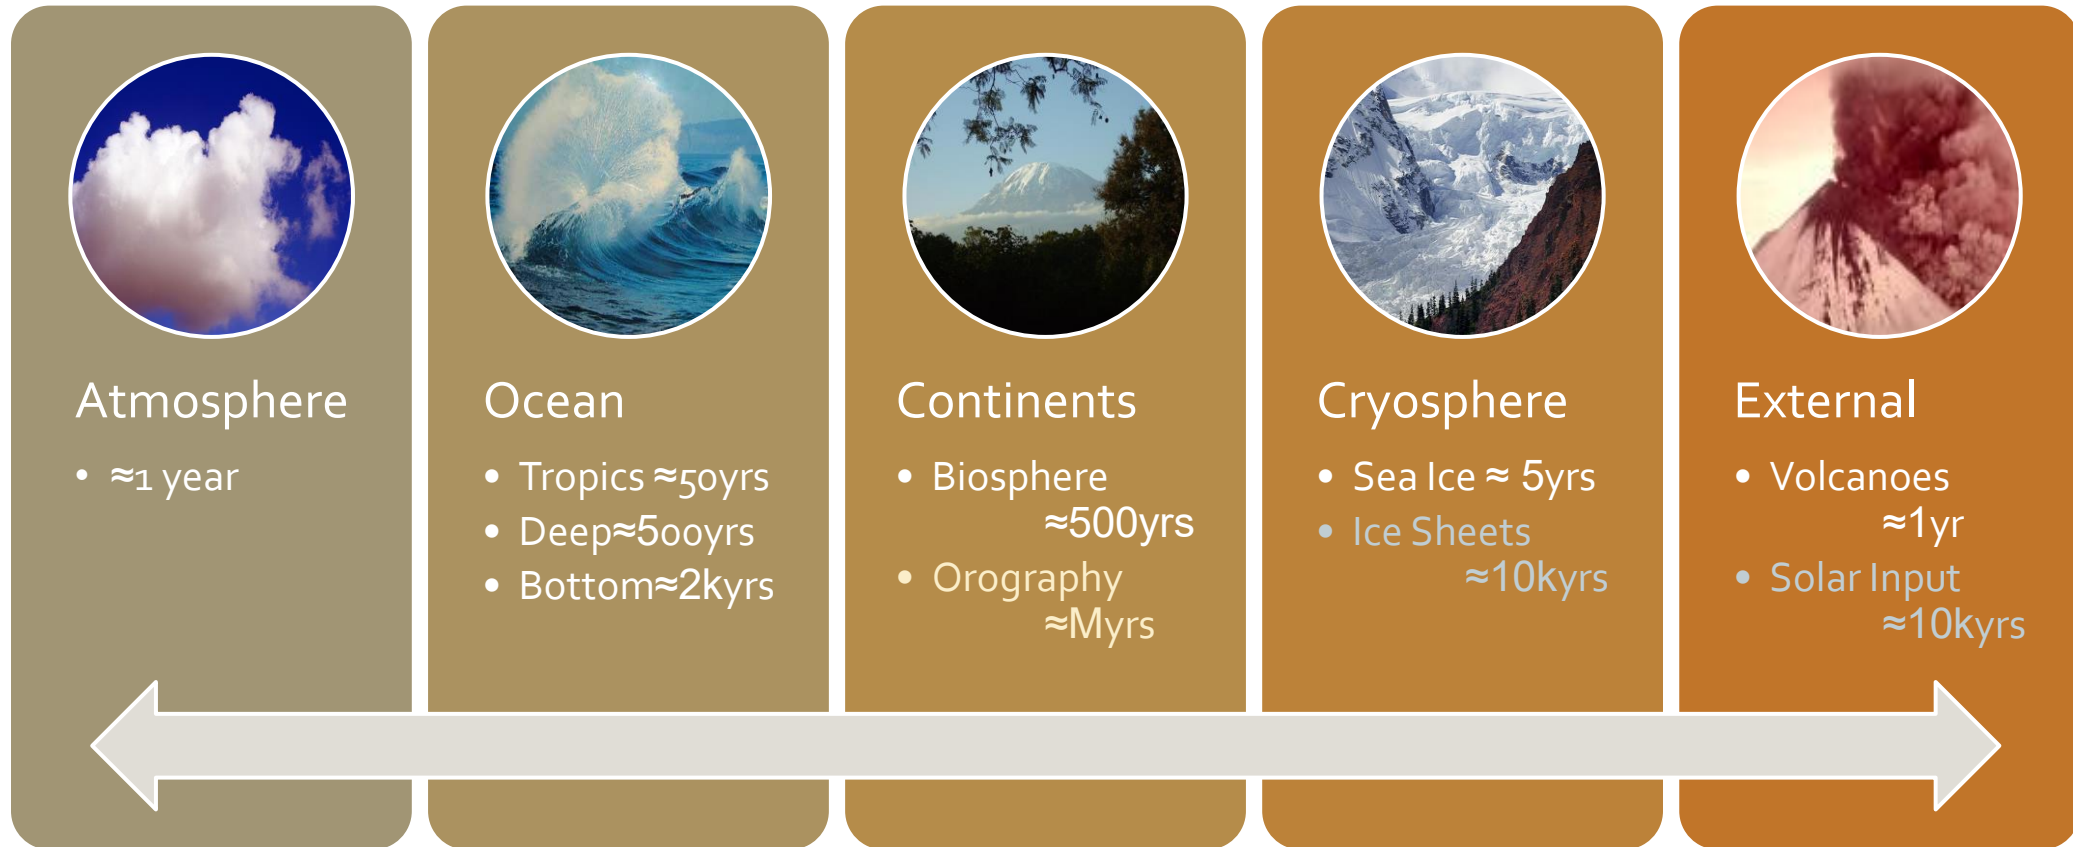 Atmosphere
• ≈1 year
Ocean
• Tropics ≈50yrs
• Deep≈500yrs
• Bottom≈2kyrs
Continents
• Biosphere
≈500yrs
• Orography
≈Myrs
Cryosphere
• Sea Ice ≈ 5yrs
• Ice Sheets
≈10kyrs
External
• Volcanoes
≈1yr
• Solar Input
≈10kyrs